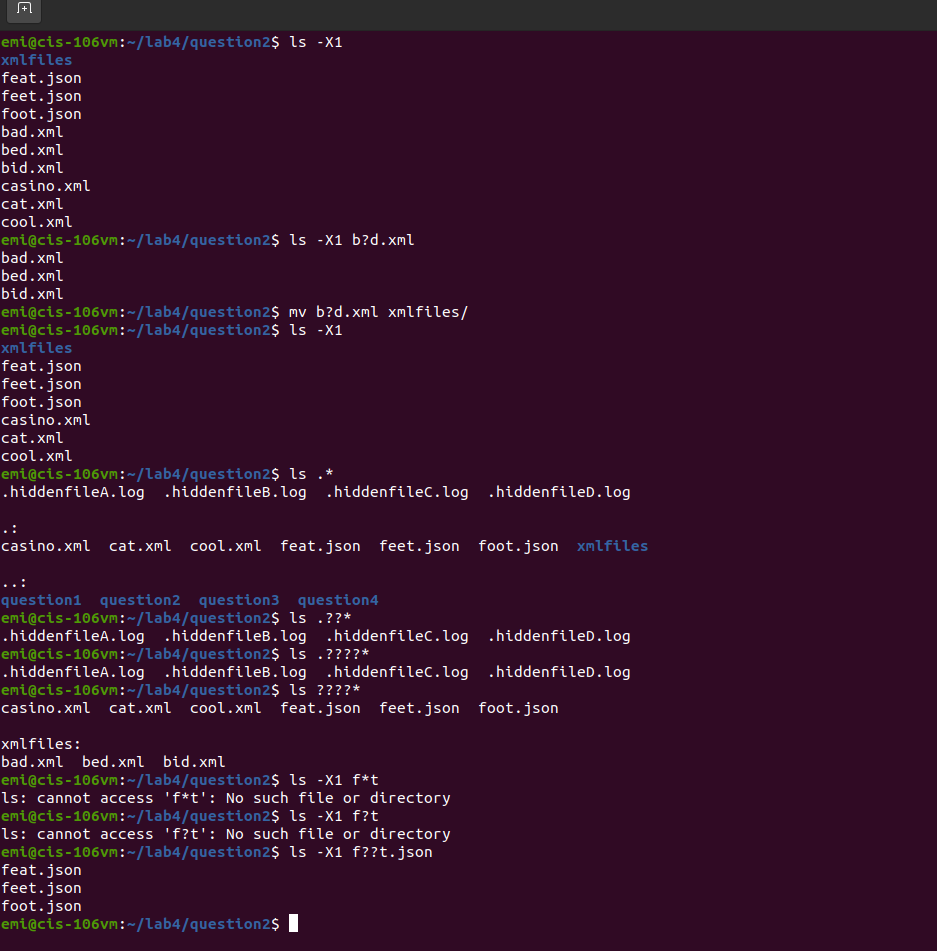 emi@cis-106vm:~/lab4/question2$ ls -X1
xmlfiles
feat.json
feet.json
foot.json
bad.xml
bed.xml
bid.xml
casino.xml
cat.xml
cool.xml
emi@cis-106vm:~/lab4/question2$ ls -X1 b?d.xml
bad.xml
bed.xml
bid.xml
emi@cis-106vm:~/lab4/question2$ mv b?d.xml xmlfiles/
emi@cis-106vm:~/lab4/question2$ ls -X1
xmlfiles
feat.json
feet.json
foot.json
casino.xml
cat.xml
cool.xml
emi@cis-106vm:~/lab4/question2$ ls .*
.hiddenfileA.log  .hiddenfileB.log  .hiddenfileC.log  .hiddenfileD.log
.:
casino.xml  cat.xml  cool.xml  feat.json  feet.json  foot.json  xmlfiles
..:
question1  question2  question3  question4
emi@cis-106vm:~/lab4/question2$ ls .??*
.hiddenfileA.log  .hiddenfileB.log  .hiddenfileC.log  .hiddenfileD.log
emi@cis-106vm:~/lab4/question2$ ls .????*
.hiddenfileA.log  .hiddenfileB.log  .hiddenfileC.log  .hiddenfileD.log
emi@cis-106vm:~/lab4/question2$ ls ????*
casino.xml  cat.xml  cool.xml  feat.json  feet.json  foot.json
xmlfiles:
bad.xml  bed.xml  bid.xml
emi@cis-106vm:~/lab4/question2$ ls -X1 f*t
ls: cannot access 'f*t': No such file or directory
emi@cis-106vm:~/lab4/question2$ ls -X1 f?t
ls: cannot access 'f?t': No such file or directory
emi@cis-106vm:~/lab4/question2$ ls -X1 f??t.json
feat.json
feet.json
foot.json
emi@cis-106vm:~/lab4/question2$